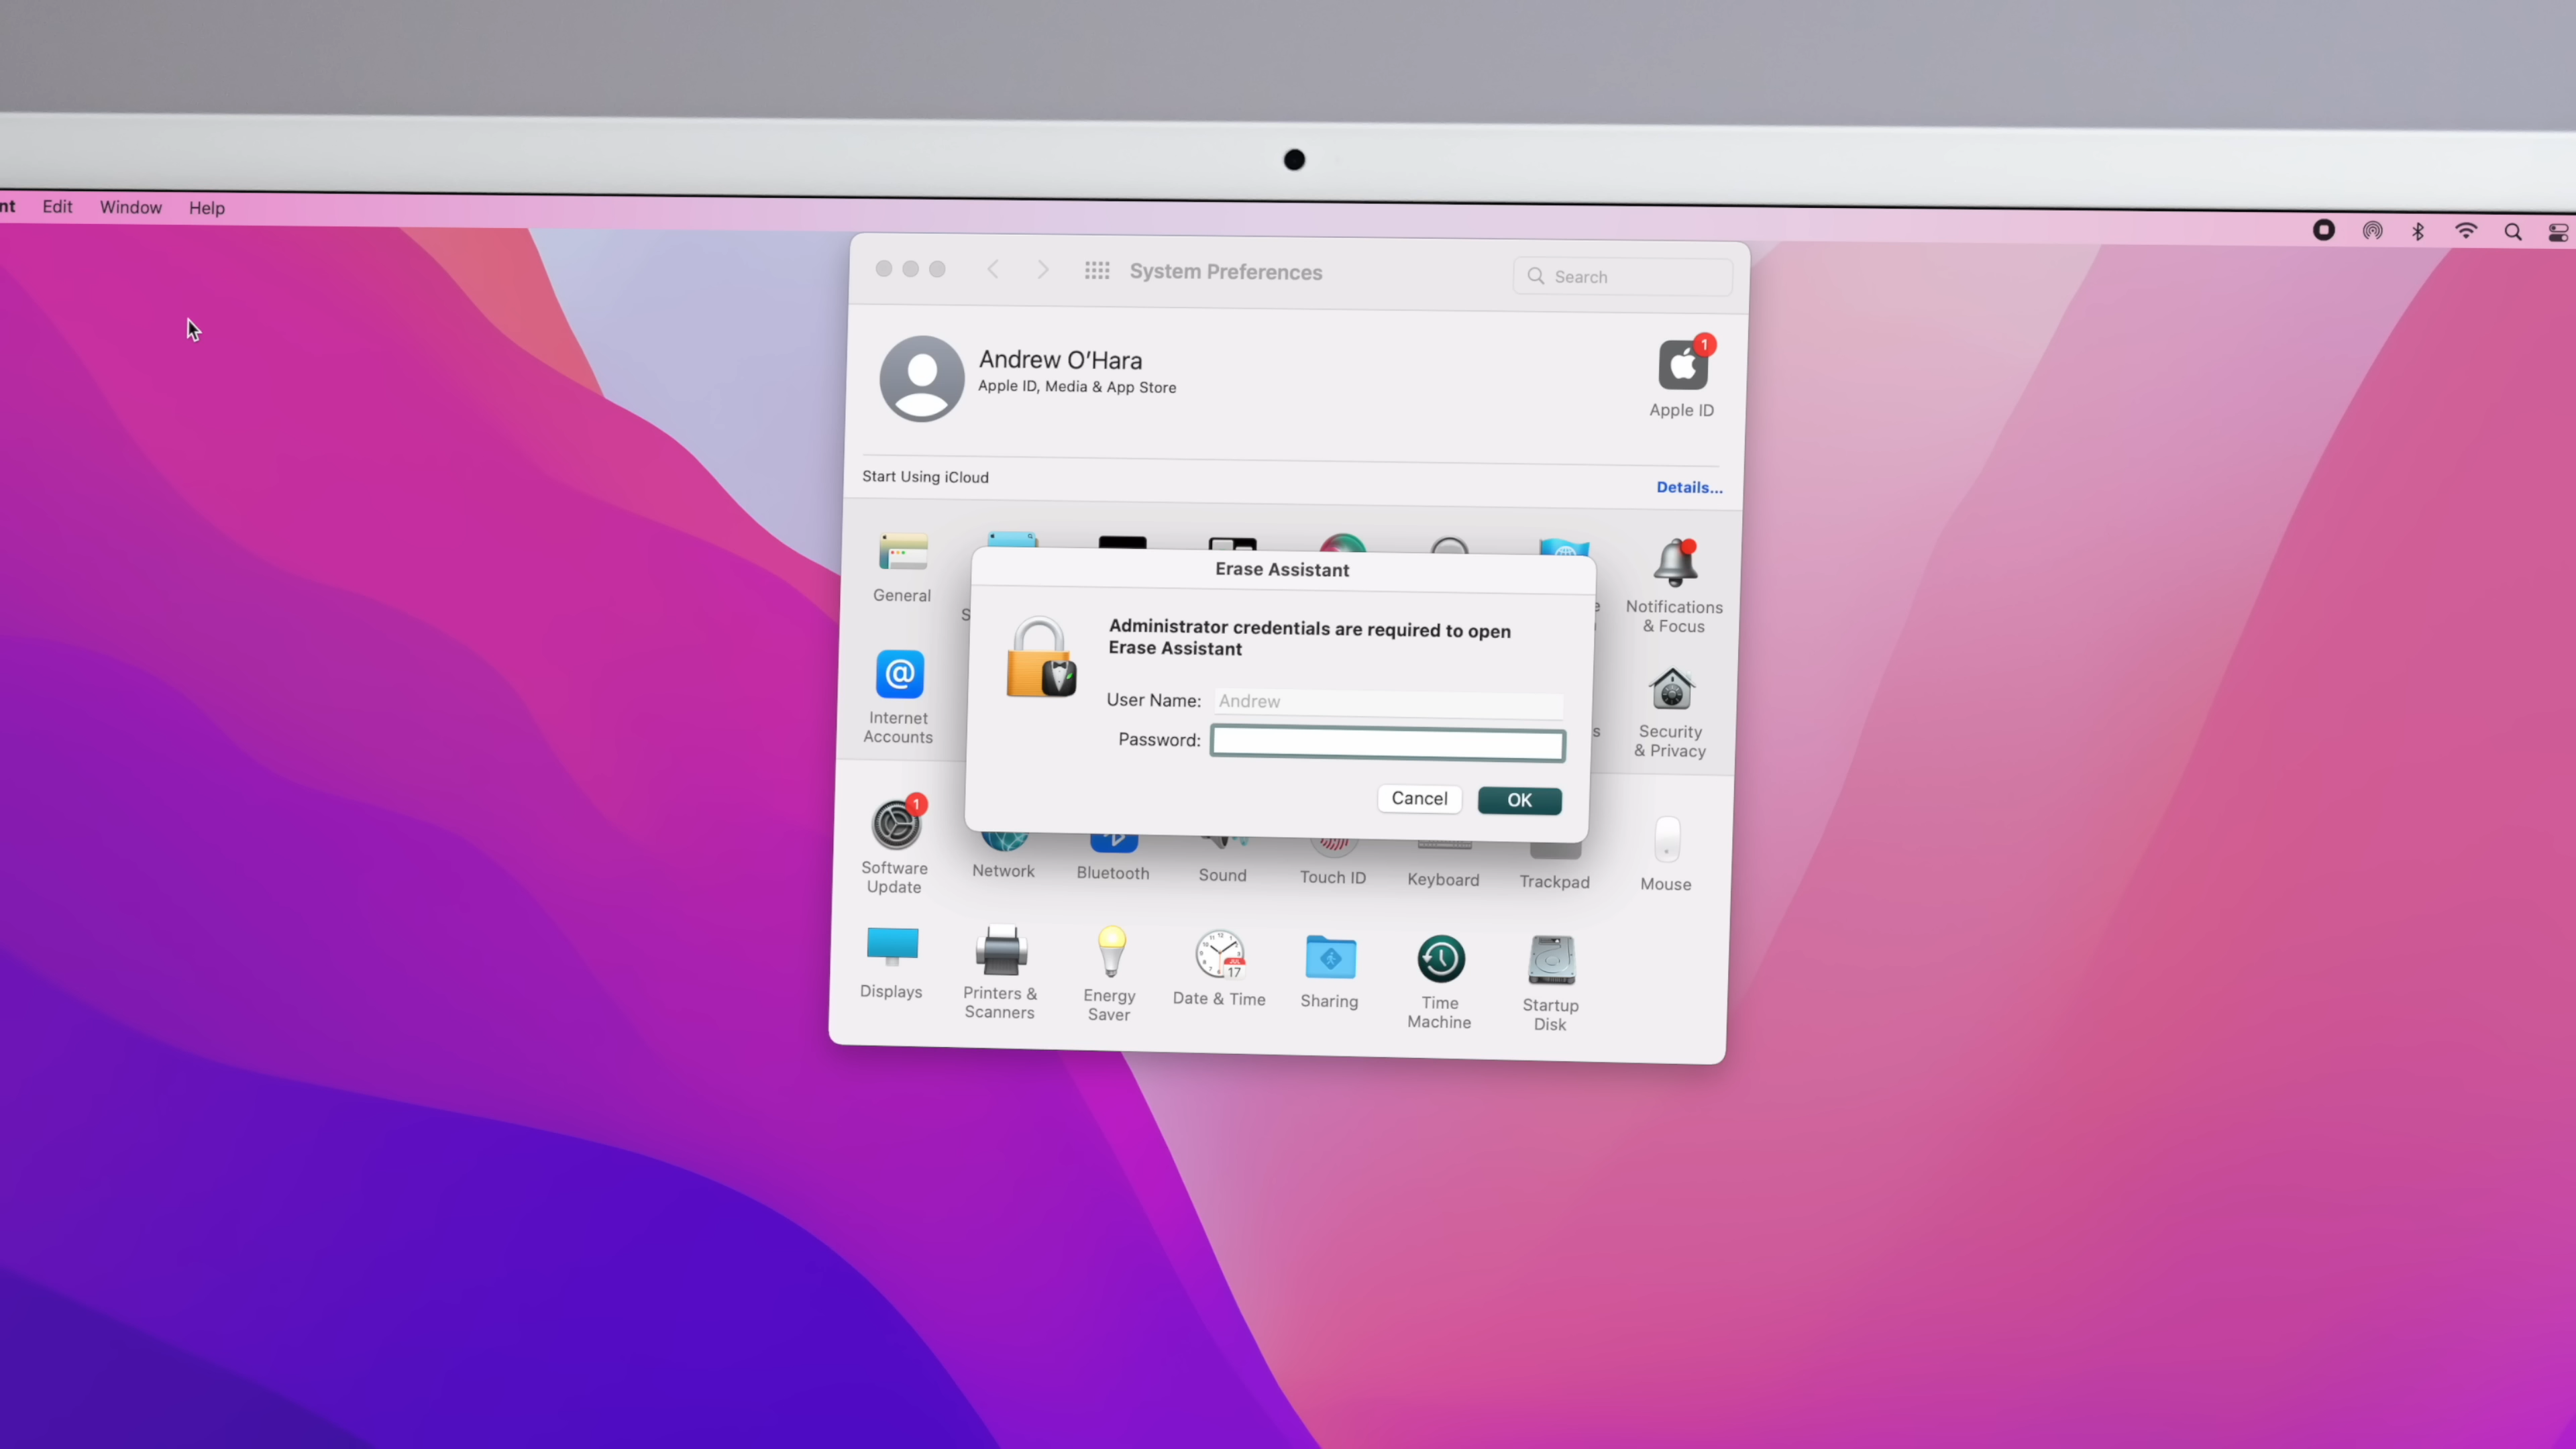 nt Edit Window Help
System Preferences
Search
Andrew O'Hara
Apple ID, Media & App Store
1
Apple ID
Start Using iCloud
Details...
General
Notifications
& Focus
Erase Assistant
Administrator credentials are required to open
Erase Assistant
User Name: Andrew
Password:
Cancel
OK
Internet
Accounts
Security
& Privacy
1
Software
Update
Network
Bluetooth
Sound
Touch ID
Keyboard
Trackpad
Mouse
Displays
Printers &
Scanners
Energy
Saver
17
Date & Time
Sharing
Time
Machine
Startup
Disk